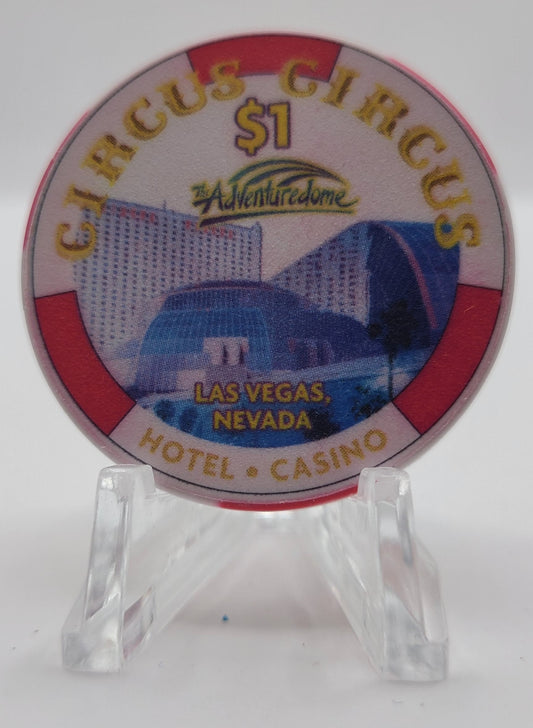 CIRCUS CIRCUS
$1
The Adventuredome
LAS VEGAS,
NEVADA
HOTEL • CASINO